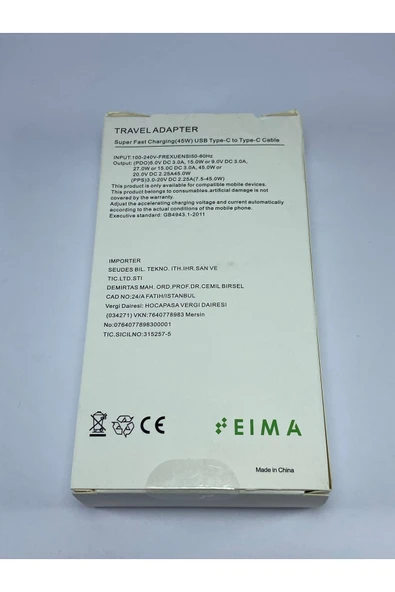 TRAVEL ADAPTER
Super Fast Charging(45W) USB Type-C to Type-C Cable
INPUT:100-240V-FREXUENSI50-60Hz
Output: (PDO)5.0V DC 3.0A, 15.0W or 9.0V DC 3.0A,
27.0W or 15.0C DC 3.0A, 45.0W or
20.0V DC 2.25A45.0W
(PPS)3.0-20V DC 2.25A(7.5-45.0W)
This product is only available for compatible mobile devices.
This product belongs to consumables.artificial damage is not
covered by the warranty.
Adjust the accelerating charging voltage and current automatically
according to current conditions of the mobile phone.
Executive standard: GB4943.1-2011
IMPORTER
SEUDES BIL. TEKNO. ITH.IHR.SAN VE
TIC.LTD.STI
DEMIRTAS MAH. ORD.PROF.DR.CEMIL BIRSEL
CAD NO:24/A FATIH/ISTANBUL
Vergi Dairesi: HOCAPASA VERGI DAIRESI
(034271) VKN:7640778983 Mersin
No:0764077898300001
TIC.SICILNO:315257-5
CE
EIMA
Made in China